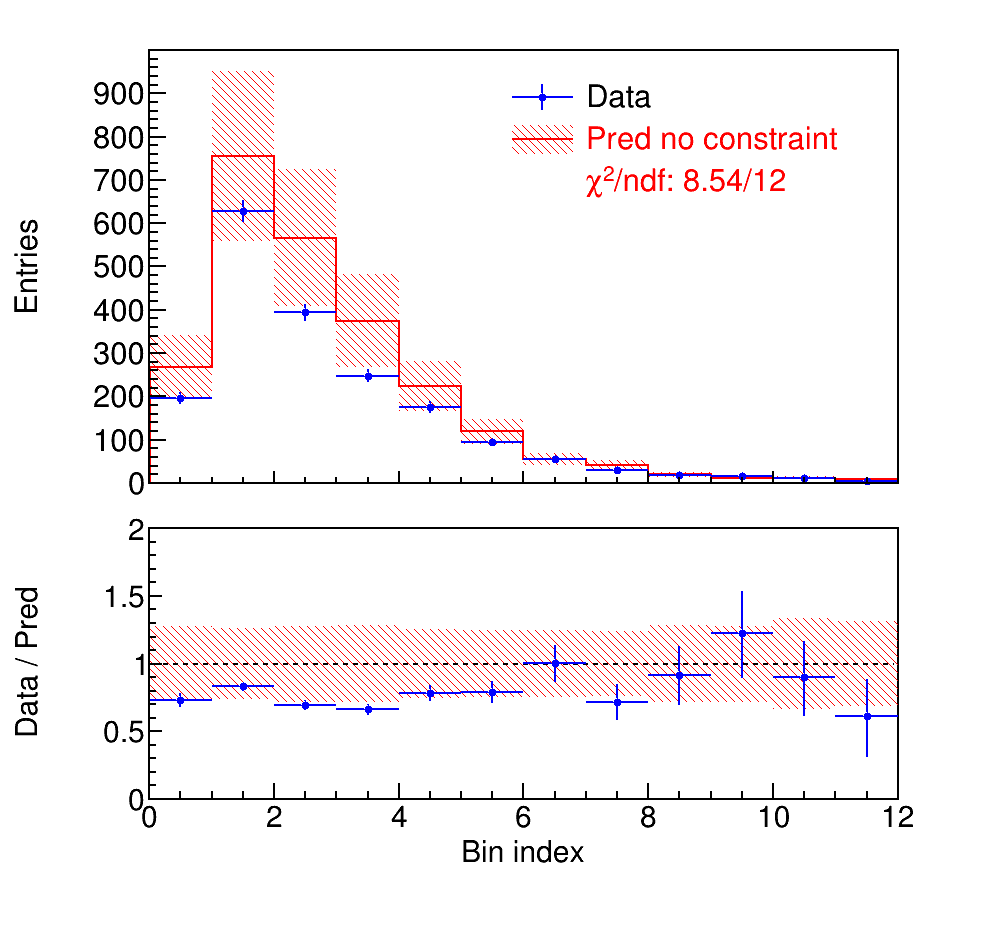 Entries
900
800
700
600
500
400
300
200
100
0
Data
Pred no constraint
χ²/ndf: 8.54/12
Data / Pred
2
1.5
1
0.5
0
0 2 4 6 8 10 12
Bin index